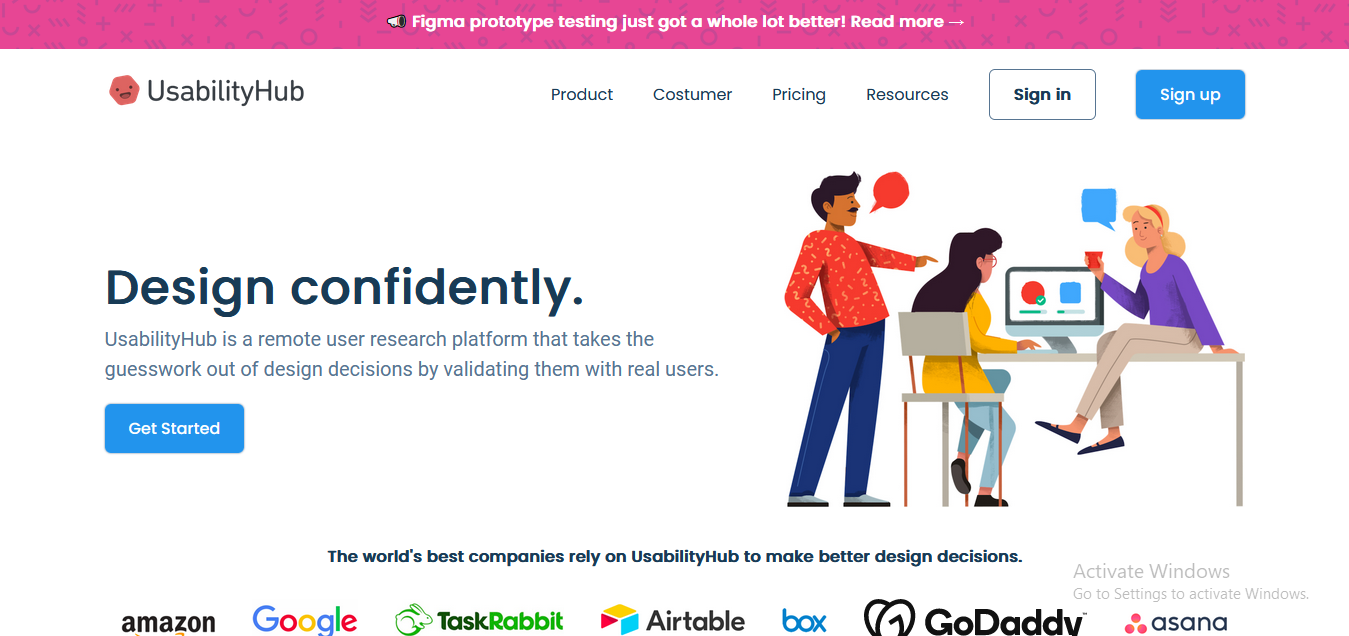 Figma prototype testing just got a whole lot better! Read more →
UsabilityHub
Product
Costumer
Pricing
Resources
Sign in
Sign up
Design confidently.
UsabilityHub is a remote user research platform that takes the
guesswork out of design decisions by validating them with real users.
Get Started
The world's best companies rely on UsabilityHub to make better design decisions.
Activate Windows
Go to Settings to activate Windows.
amazon
Google
TaskRabbit
Airtable
box
GoDaddy™
asana